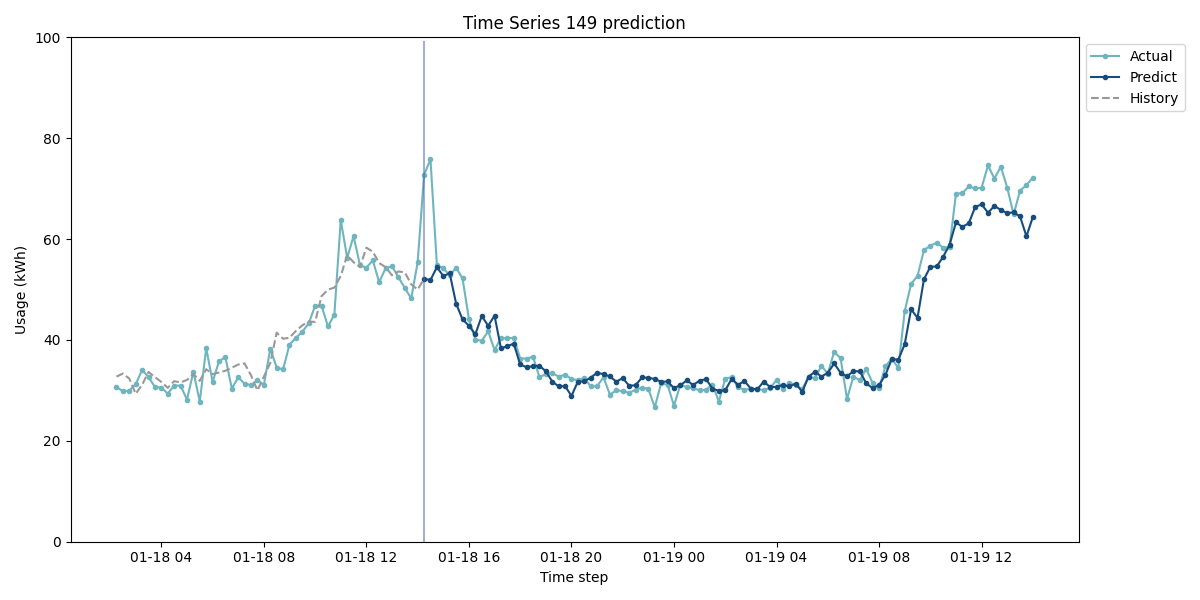 Time Series 149 prediction
100
80
60
40
20
0
Usage (kWh)
01-18 04
01-18 08
01-18 12
01-18 16
01-18 20
01-19 00
01-19 04
01-19 08
01-19 12
Time step
Actual
Predict
History